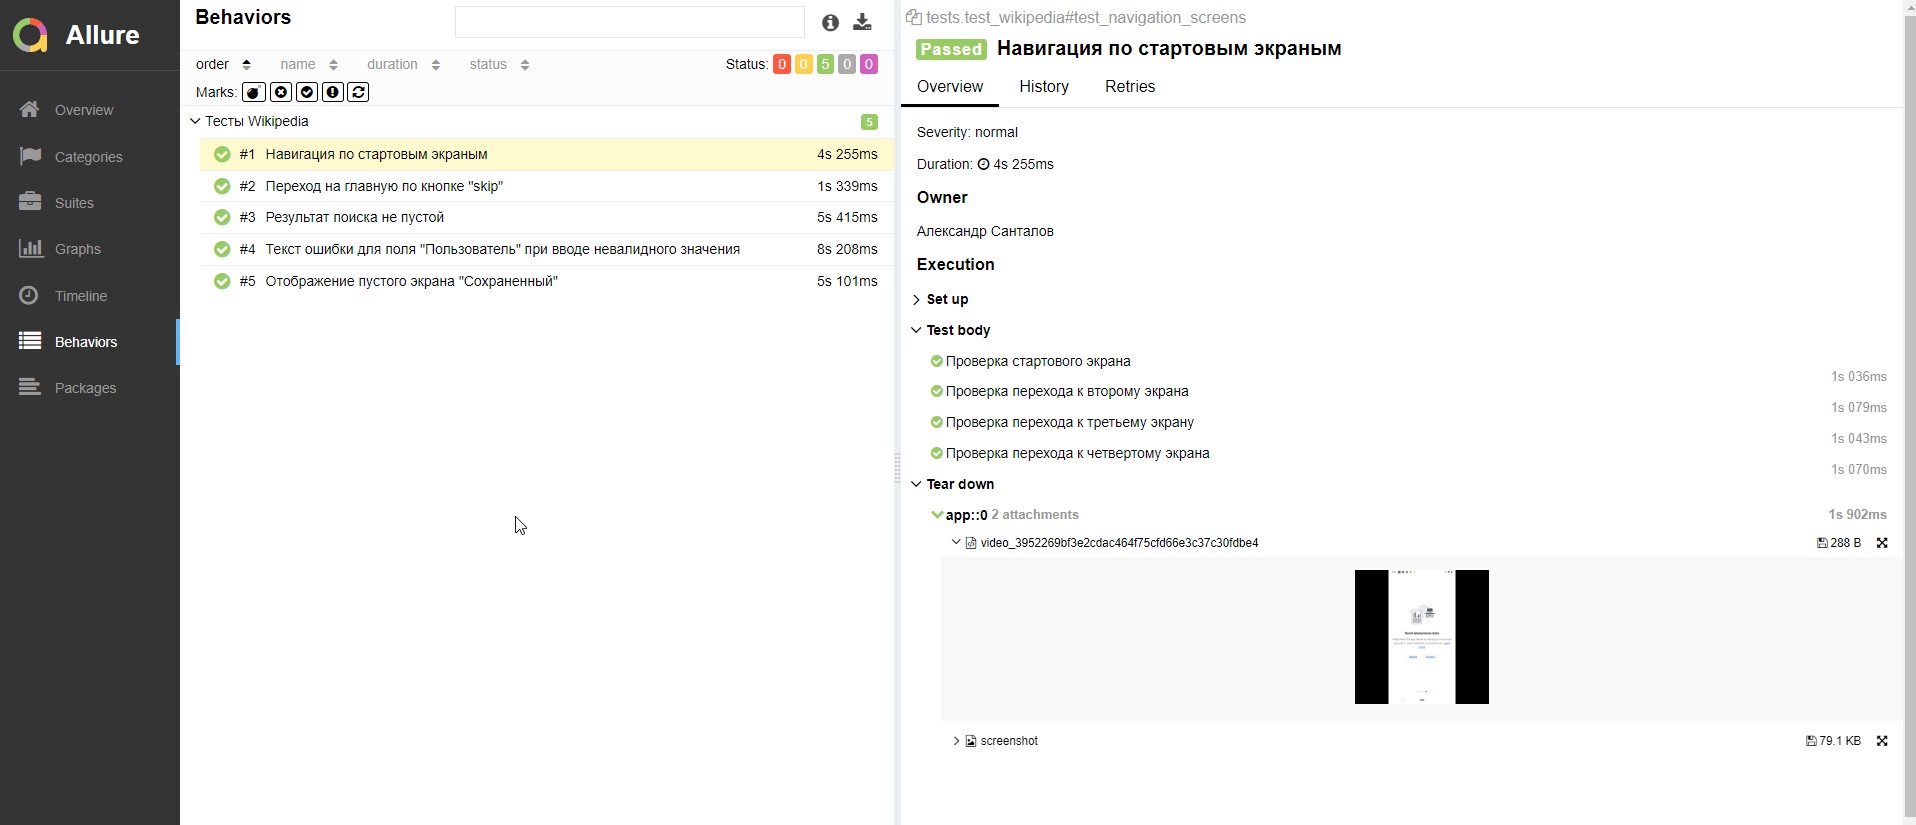 Allure
Overview
Categories
Suites
Graphs
Timeline
Behaviors
Packages
Behaviors
order name duration status Status: 0 0 5 0 0
Marks:
Тесты Wikipedia 5
#1 Навигация по стартовым экраным 4s 255ms
#2 Переход на главную по кнопке "skip" 1s 339ms
#3 Результат поиска не пустой 5s 415ms
#4 Текст ошибки для поля "Пользователь" при вводе невалидного значения 8s 208ms
#5 Отображение пустого экрана "Сохраненный" 5s 101ms
tests.test_wikipedia#test_navigation_screens
Passed Навигация по стартовым экраным
Overview History Retries
Severity: normal
Duration: 4s 255ms
Owner
Александр Санталов
Execution
Set up
Test body
Проверка стартового экрана
1s 036ms
Проверка перехода к второму экрана
1s 079ms
Проверка перехода к третьему экрану
1s 043ms
Проверка перехода к четвертому экрана
1s 070ms
Tear down
app::0 2 attachments 1s 902ms
video_3952269bf3e2cdac464f75cfd66e3c37c30fdbe4 288 B
Send anonymous data
screenshot 79.1 KB